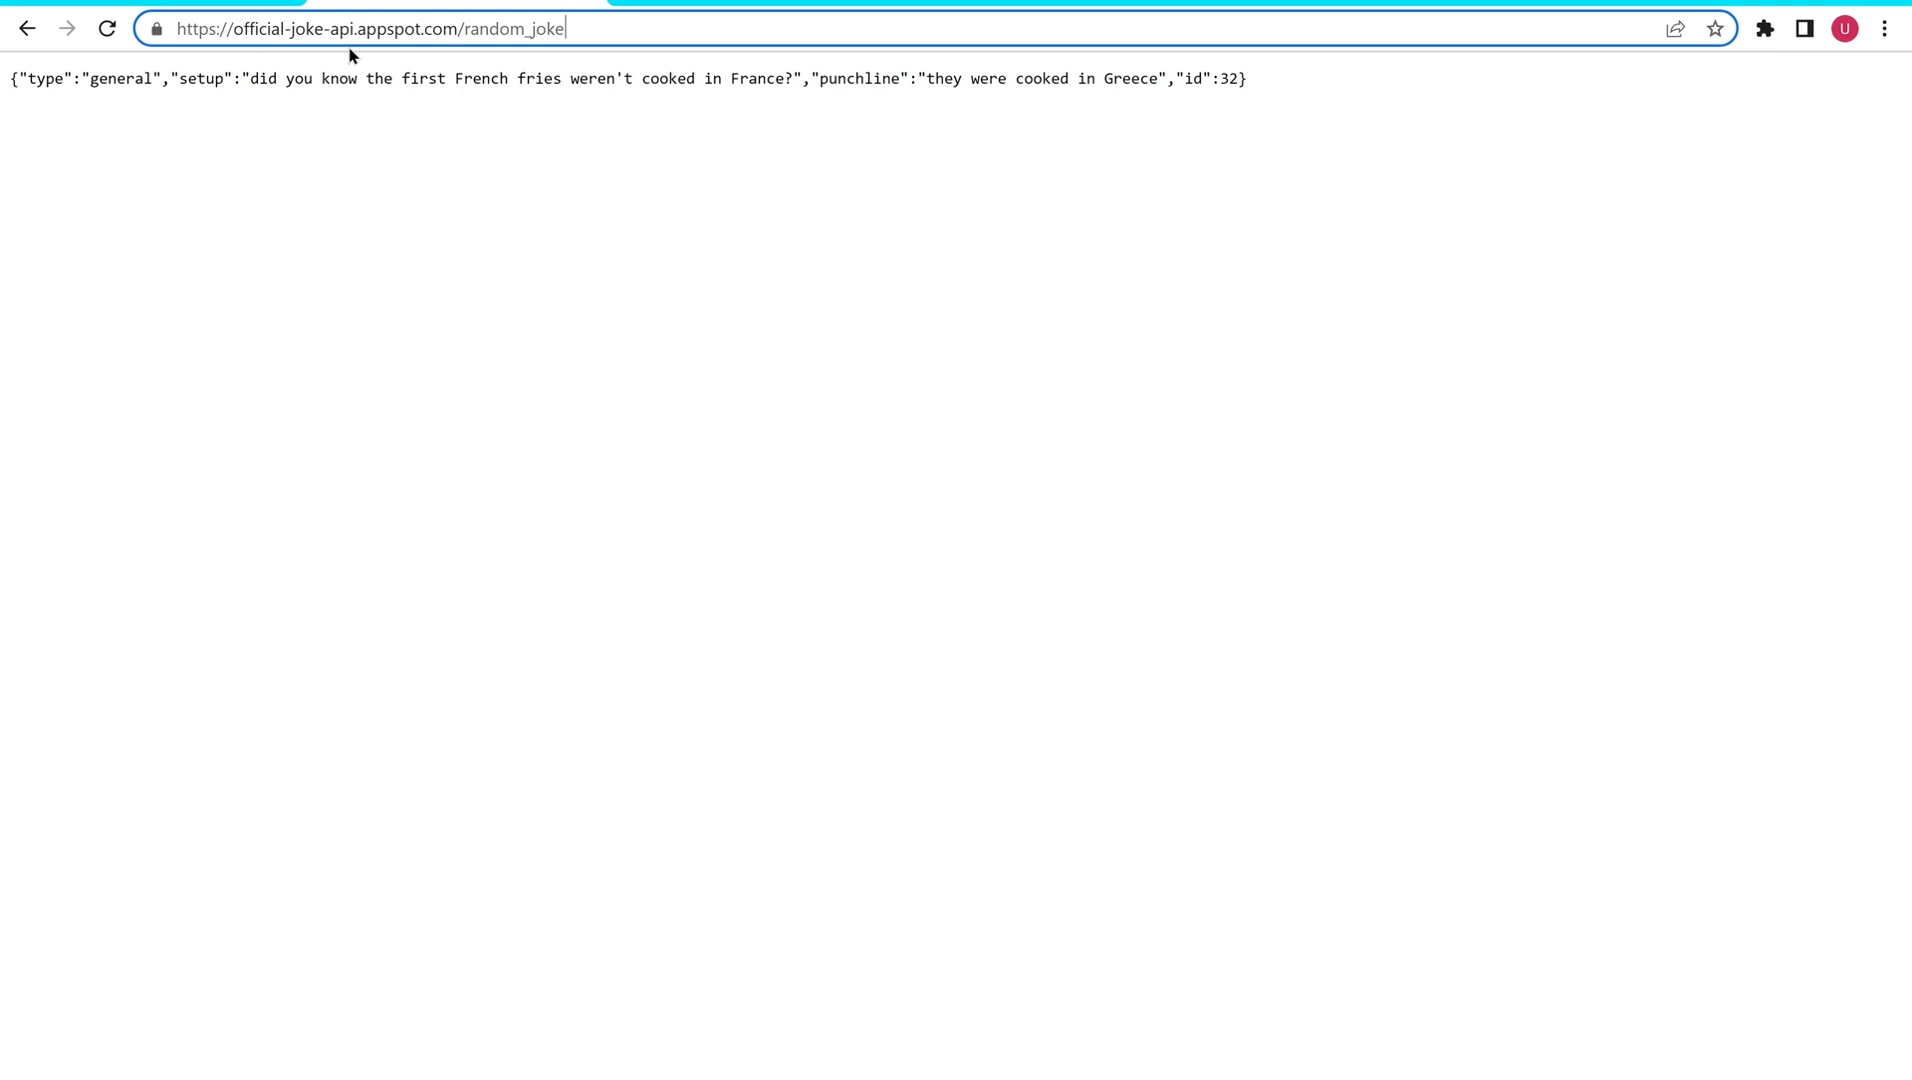 https://official-joke-api.appspot.com/random_joke
U
{"type":"general","setup":"did you know the first French fries weren't cooked in France?","punchline":"they were cooked in Greece","id":32}